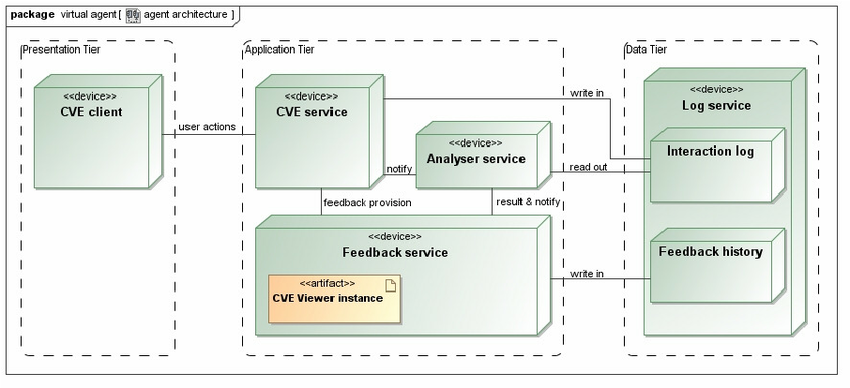 package virtual agent[ agent architecture ]
Presentation Tier
Application Tier
Data Tier
<<device>>
CVE client
user actions
<<device>>
CVE service
write in
<<device>>
Log service
Interaction log
notify
<<device>>
Analyser service
read out
feedback provision
result & notify
<<device>>
Feedback service
<<artifact>>
CVE Viewer instance
write in
Feedback history